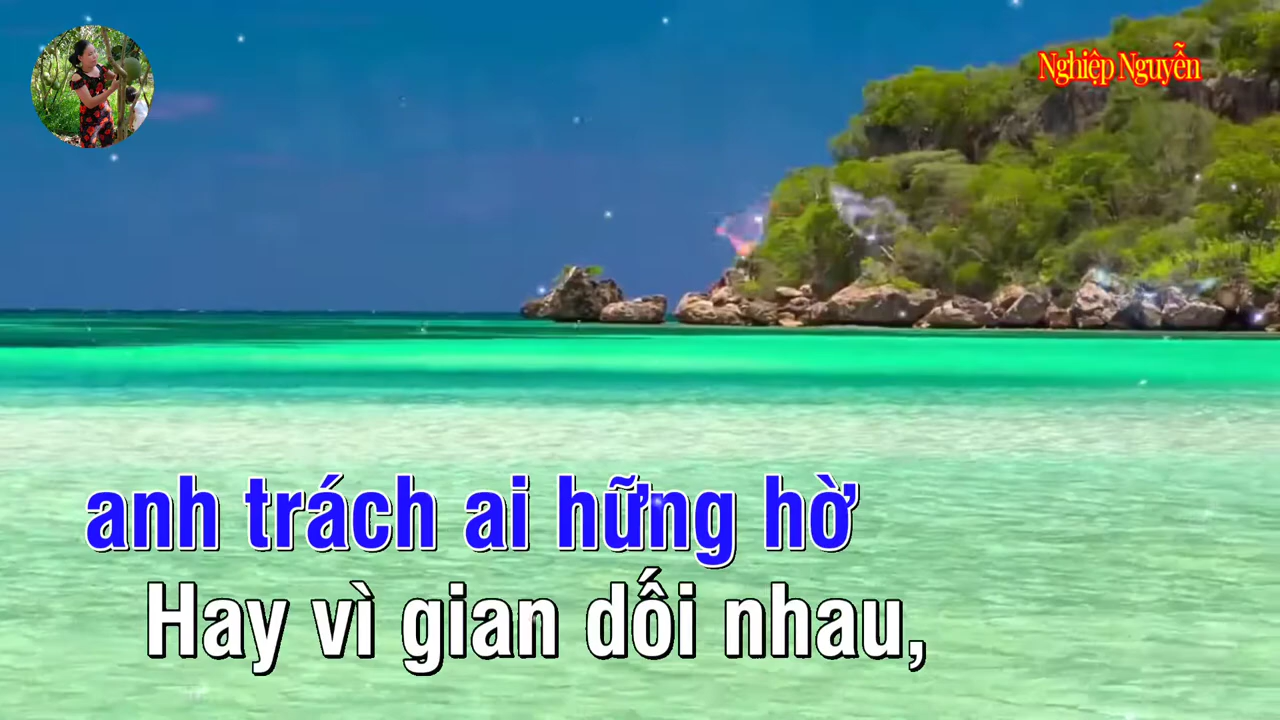 Nghiệp Nguyễn
anh trách ai hững hờ
Hay vì gian dối nhau,